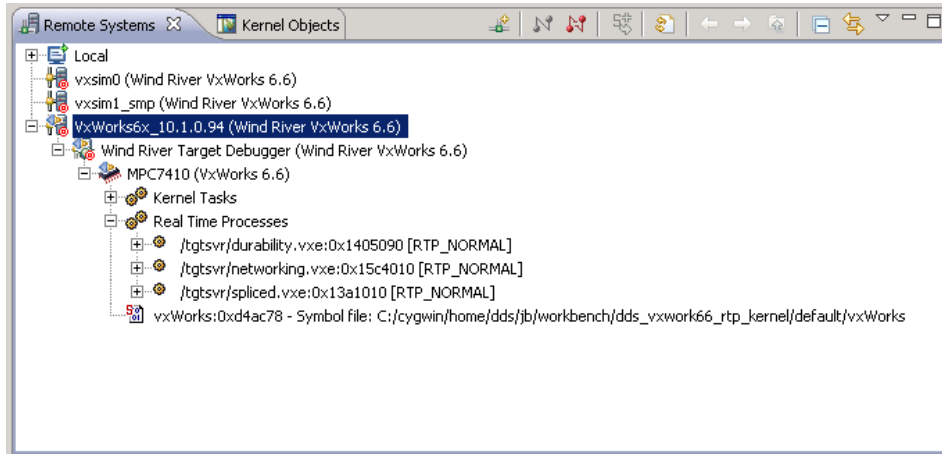 Remote Systems Kernel Objects
Local
vxsim0 (Wind River VxWorks 6.6)
vxsim1_smp (Wind River VxWorks 6.6)
VxWorks6x_10.1.0.94 (Wind River VxWorks 6.6)
Wind River Target Debugger (Wind River VxWorks 6.6)
MPC7410 (VxWorks 6.6)
Kernel Tasks
Real Time Processes
/tgtsvr/durability.vxe:0x1405090 [RTP_NORMAL]
/tgtsvr/networking.vxe:0x15c4010 [RTP_NORMAL]
/tgtsvr/spliced.vxe:0x13a1010 [RTP_NORMAL]
vxWorks:0xd4ac78 - Symbol file: C:/cygwin/home/dds/jb/workbench/dds_vxwork66_rtp_kernel/default/vxWorks